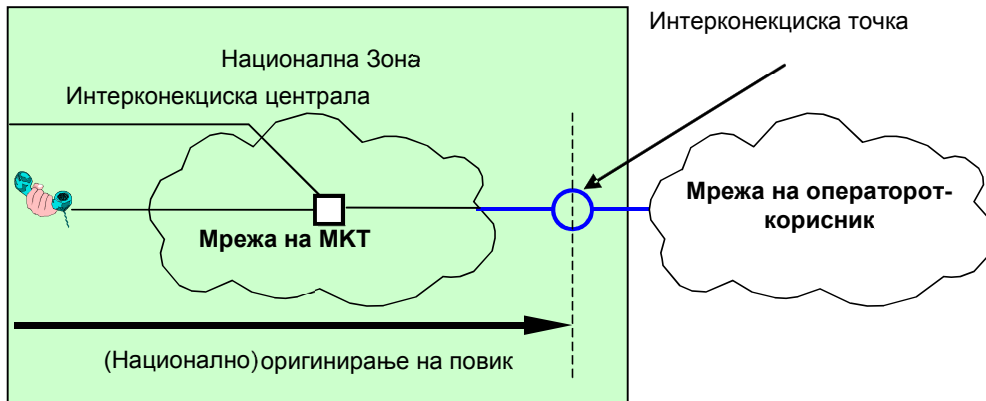 Интерконекциска точка
Национална Зона
Интерконекциска централа
Мрежа на операторот-
корисник
Мрежа на МКТ
(Национално) оригинирање на повик